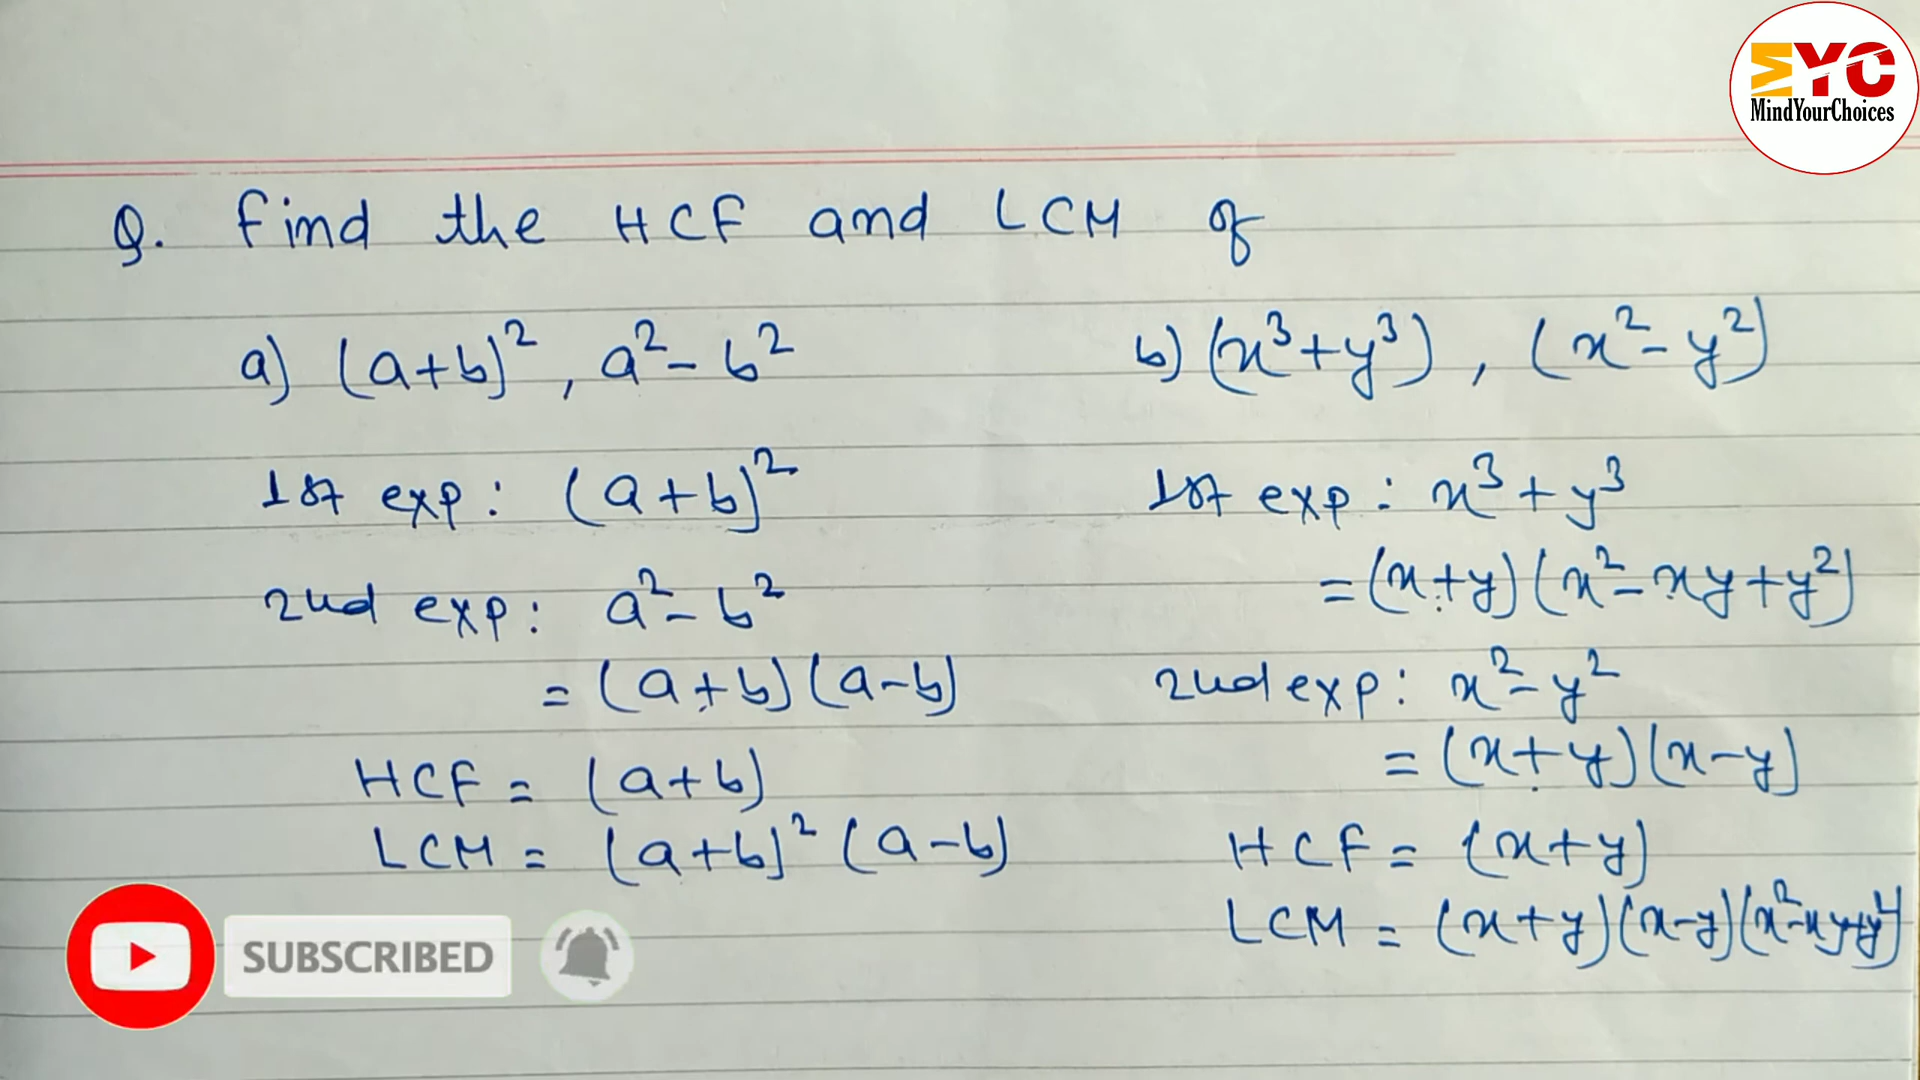 MYC
MindYourChoices
Q. Find the HCF and LCM of
a) (a+b)², a²-b²
1st exp: (a+b)²
2nd exp: a²-b²
= (a+b)(a-b)
HCF = (a+b)
LCM = (a+b)²(a-b)
b) (x³+y³), (x²-y²)
1st exp: x³+y³
= (x+y)(x²-xy+y²)
2nd exp: x²-y²
= (x+y)(x-y)
HCF = (x+y)
LCM = (x+y)(x-y)(x²-xy+y²)
SUBSCRIBED